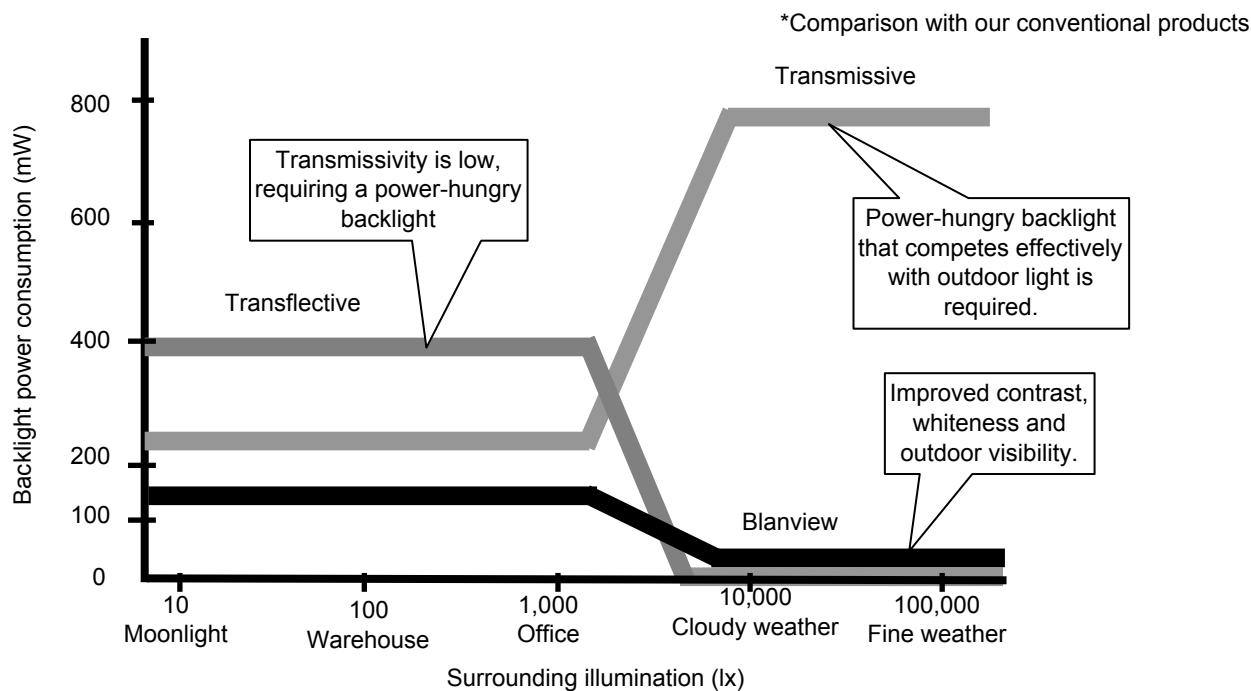 *Comparison with our conventional products
Transmissive
Backlight power consumption (mW)
800
600
400
200
100
0
Transmissivity is low,
requiring a power-hungry
backlight
Power-hungry backlight
that competes effectively
with outdoor light is
required.
Transflective
Improved contrast,
whiteness and
outdoor visibility.
Blanview
10
Moonlight
100
Warehouse
1,000
Office
10,000
Cloudy weather
100,000
Fine weather
Surrounding illumination (lx)